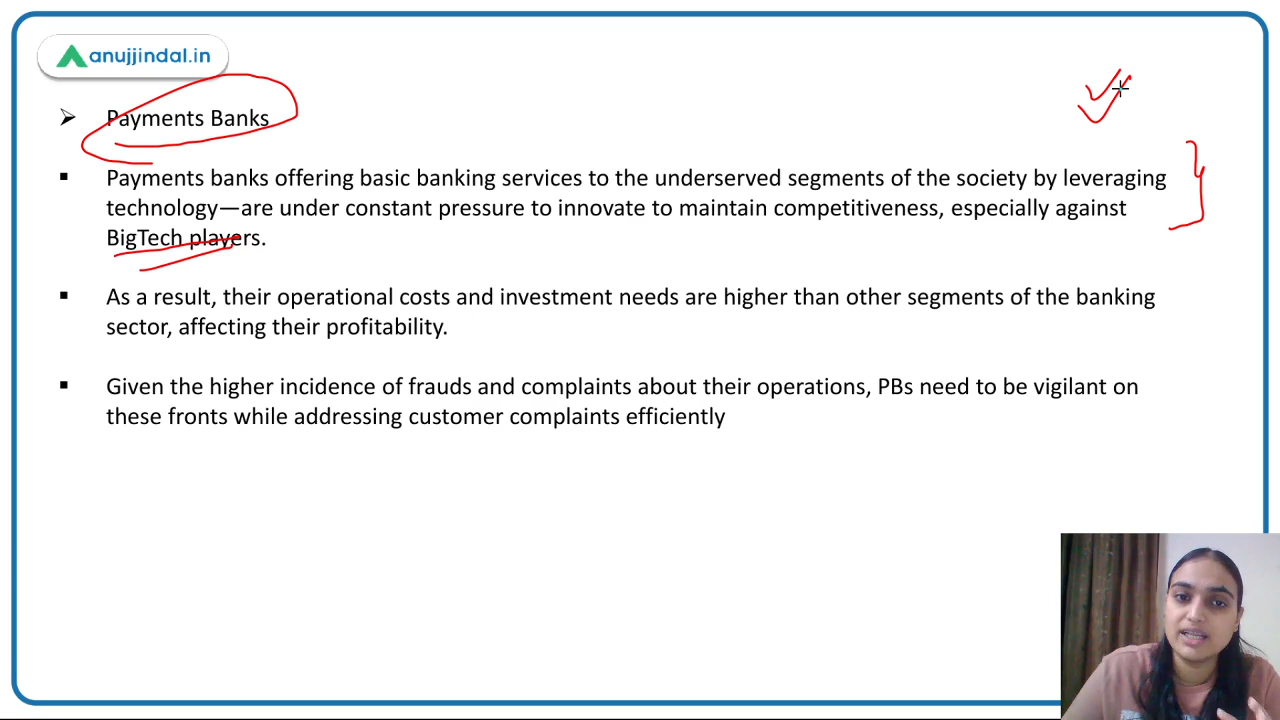 anujjindal.in
Payments Banks
Payments banks offering basic banking services to the underserved segments of the society by leveraging
technology—are under constant pressure to innovate to maintain competitiveness, especially against
BigTech players.
As a result, their operational costs and investment needs are higher than other segments of the banking
sector, affecting their profitability.
Given the higher incidence of frauds and complaints about their operations, PBs need to be vigilant on
these fronts while addressing customer complaints efficiently